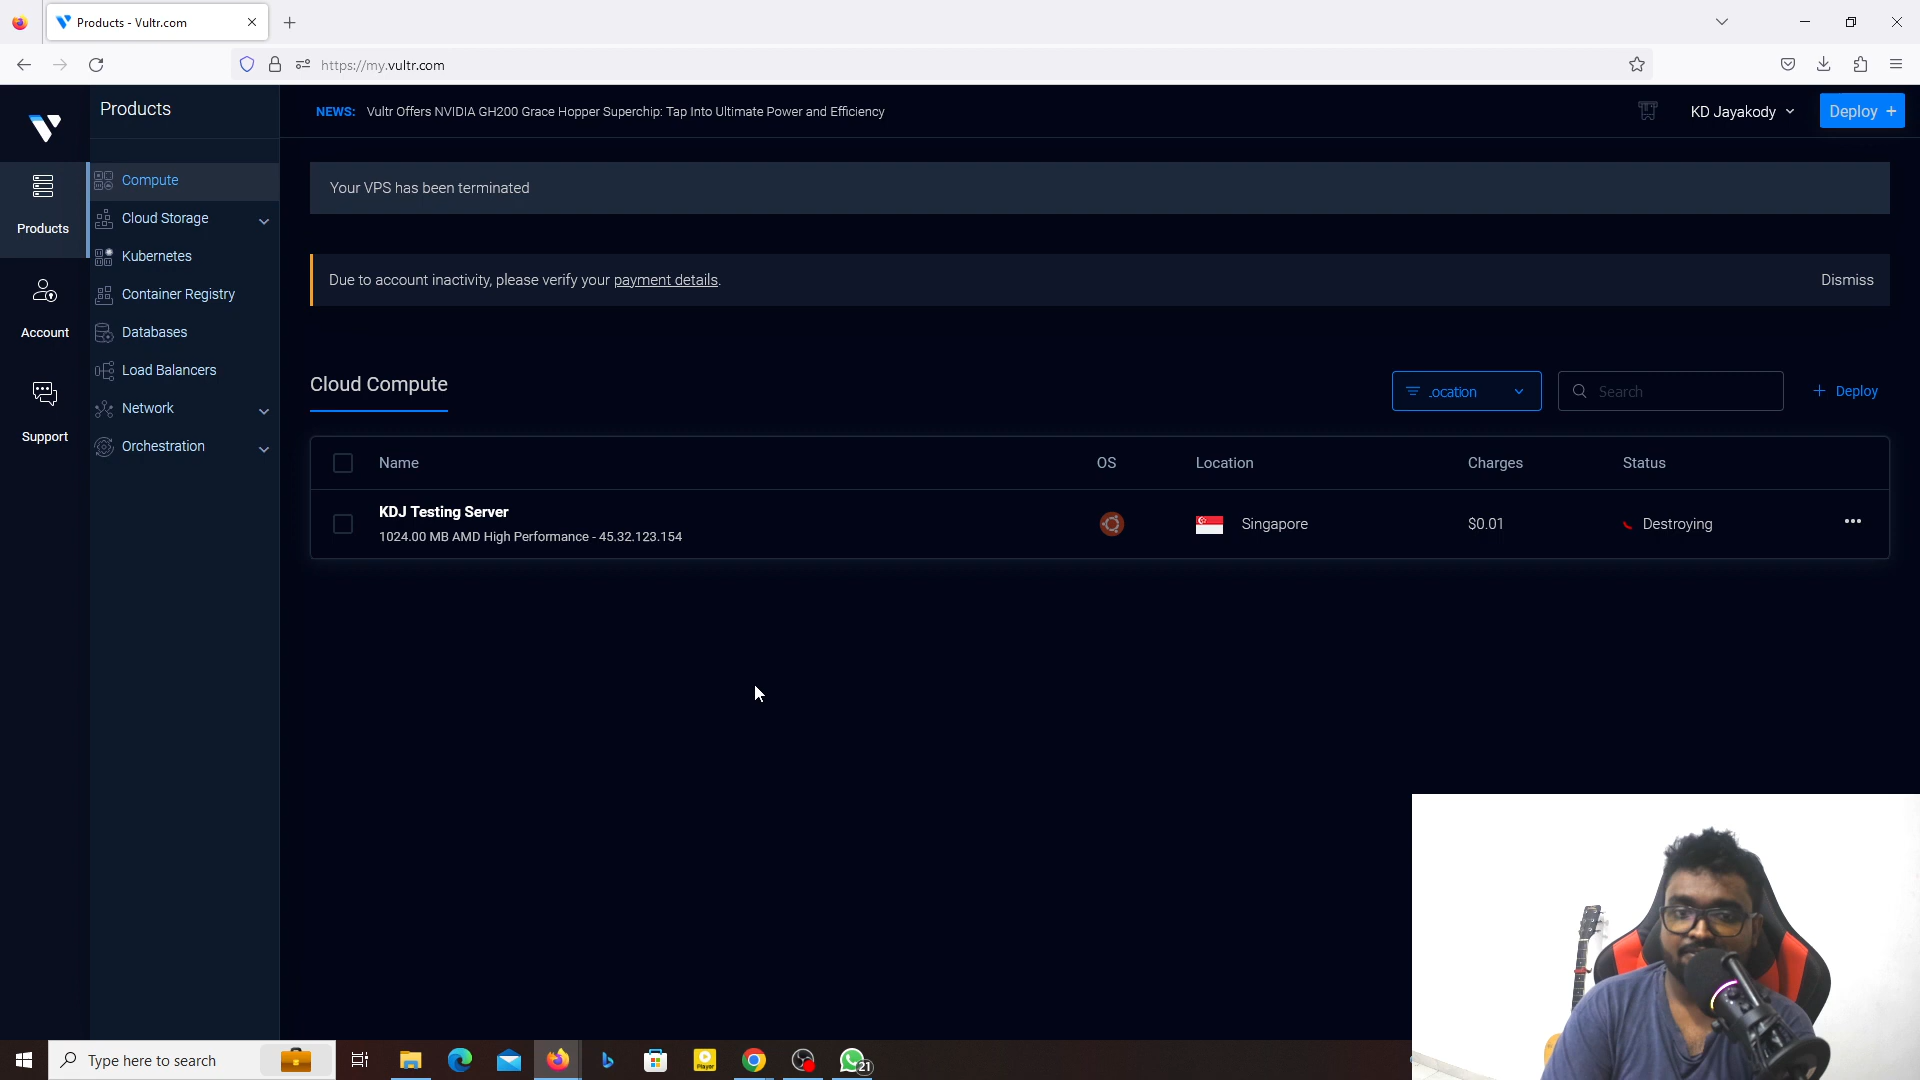 Products - Vultr.com
https://my.vultr.com
Products
NEWS: Vultr Offers NVIDIA GH200 Grace Hopper Superchip: Tap Into Ultimate Power and Efficiency
KD Jayakody
Deploy +
Products
Account
Support
Compute
Cloud Storage
Kubernetes
Container Registry
Databases
Load Balancers
Network
Orchestration
Your VPS has been terminated
Due to account inactivity, please verify your payment details.
Dismiss
Cloud Compute
.ocation
Search
+ Deploy
Name OS Location Charges Status
KDJ Testing Server
1024.00 MB AMD High Performance - 45.32.123.154
Singapore $0.01 Destroying
Type here to search
Player
21